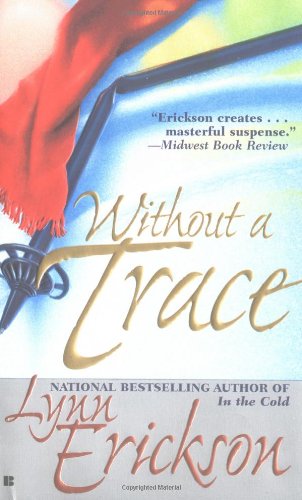 “Erickson creates . . .
masterful suspense.”
—Midwest Book Review
Without a
Trace
NATIONAL BESTSELLING AUTHOR OF
In the Cold
Lynn
Erickson
B